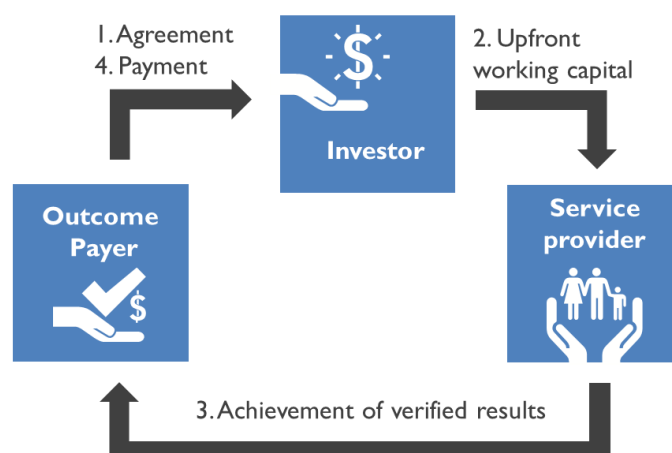 1. Agreement
4. Payment
$
Investor
2. Upfront
working capital
Outcome
Payer
$
Service
provider
3. Achievement of verified results